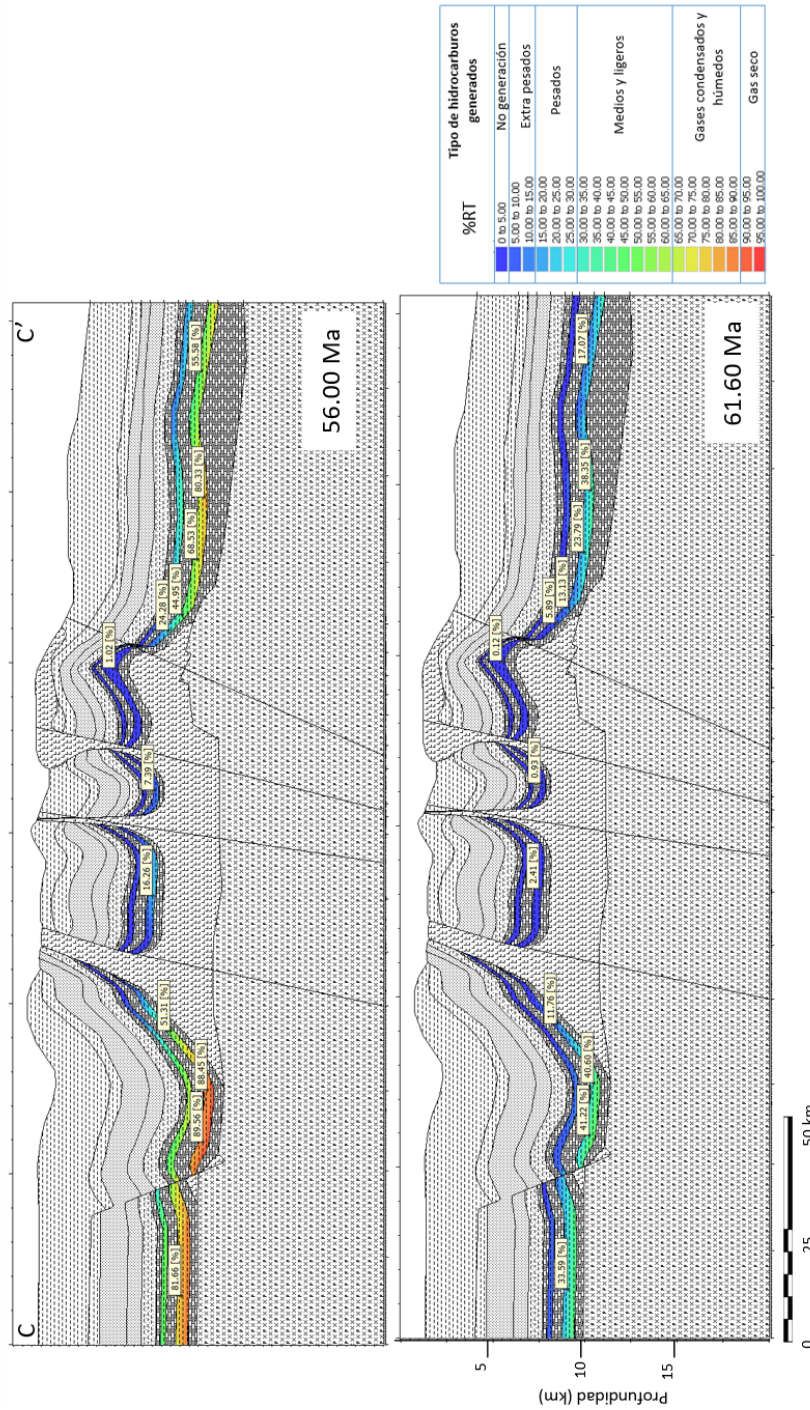 C
C'
81.66 [%]
89.56 [%]
88.45 [%]
51.31 [%]
16.26 [%]
7.39 [%]
1.02 [%]
24.28 [%]
44.95 [%]
68.53 [%]
80.33 [%]
55.58 [%]
56.00 Ma
Profundidad (km)
5
10
15
33.59 [%]
41.22 [%]
40.60 [%]
11.76 [%]
2.41 [%]
0.93 [%]
0.12 [%]
5.89 [%]
13.13 [%]
23.79 [%]
38.35 [%]
17.07 [%]
61.60 Ma
0
25
50 km
%RT
Tipo de hidrocarburos
generados
0 to 5.00
No generación
5.00 to 10.00
10.00 to 15.00
Extra pesados
15.00 to 20.00
20.00 to 25.00
25.00 to 30.00
Pesados
30.00 to 35.00
35.00 to 40.00
40.00 to 45.00
45.00 to 50.00
50.00 to 55.00
55.00 to 60.00
60.00 to 65.00
Medios y ligeros
65.00 to 70.00
70.00 to 75.00
75.00 to 80.00
80.00 to 85.00
85.00 to 90.00
Gases condensados y
húmedos
90.00 to 95.00
95.00 to 100.00
Gas seco